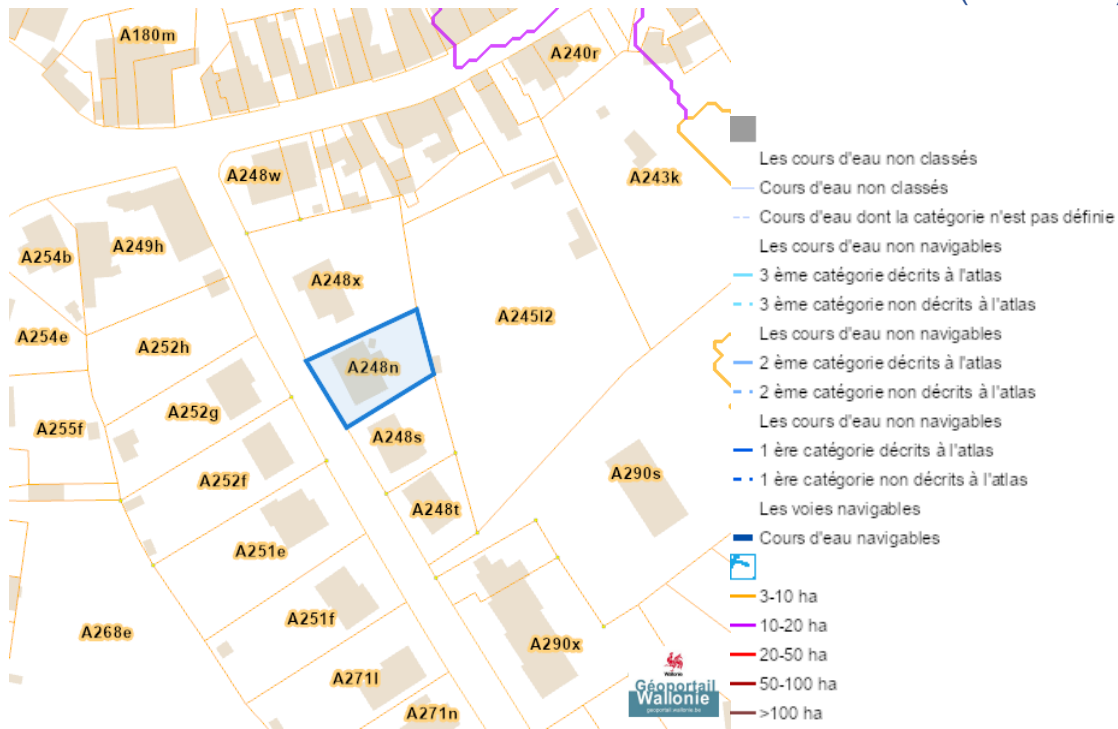 A180m
A240r
A248w
A243k
A254b
A249h
A248x
A245l2
A254e
A252h
A248n
A252g
A255f
A248s
A252f
A290s
A248t
A251e
A251f
A268e
A290x
A271l
A271n
Wallonie
Géoportail
Wallonie
geoportail.wallonie.be
Les cours d'eau non classés
Cours d'eau non classés
Cours d'eau dont la catégorie n'est pas définie
Les cours d'eau non navigables
3 ème catégorie décrits à l'atlas
3 ème catégorie non décrits à l'atlas
Les cours d'eau non navigables
2 ème catégorie décrits à l'atlas
2 ème catégorie non décrits à l'atlas
Les cours d'eau non navigables
1 ère catégorie décrits à l'atlas
1 ère catégorie non décrits à l'atlas
Les voies navigables
Cours d'eau navigables
3-10 ha
10-20 ha
20-50 ha
50-100 ha
>100 ha